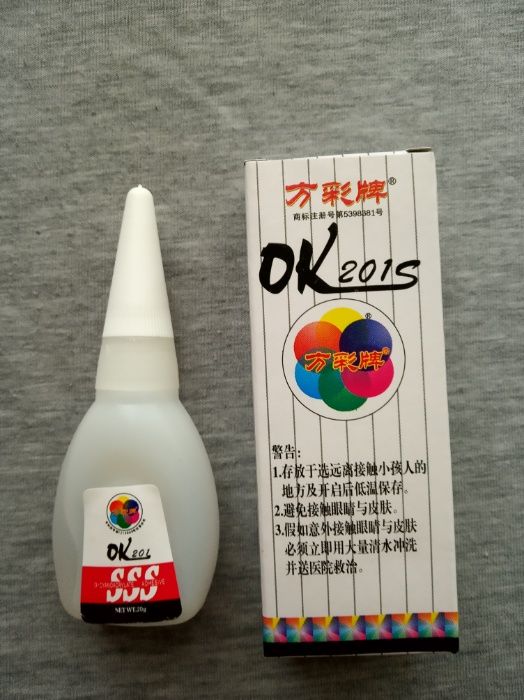 方彩牌®
商标注册号第5398381号
OK201S
®
方彩牌®
警告:
1.存放于选远离接触小孩人的
地方及开启后低温保存。
2.避免接触眼睛与皮肤。
3.假如意外接触眼睛与皮肤
必须立即用大量清水冲洗
并送医院救治。
OK201
SSS
ADHESIVE
NET WT.20g